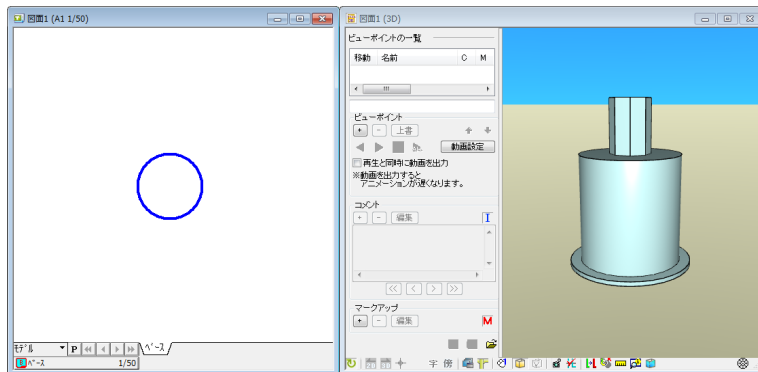 図面1 (A1 1/50)
モデル P ベース
ベース 1/50
図面1 (3D)
ビューポイントの一覧
移動 名前 C M
ビューポイント
+ - 上書
動画設定
再生と同時に動画を出力
※動画を出力すると
アニメーションが遅くなります。
コメント
+ - 編集 I
<< < > >>
マークアップ
+ - 編集 M
字 傍